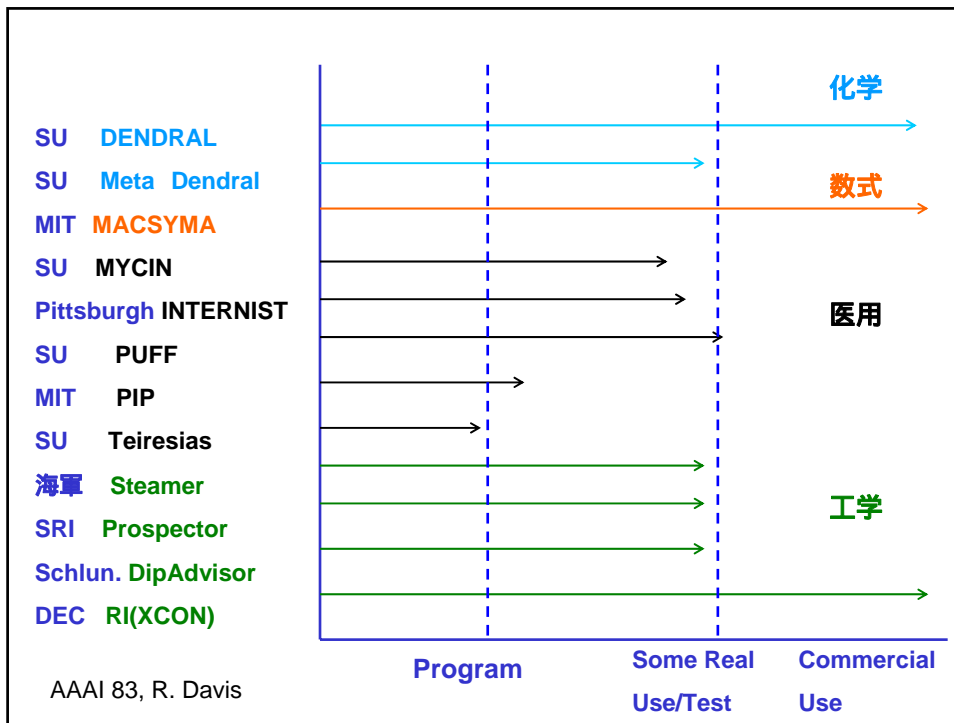 化学
SU DENDRAL
SU Meta Dendral
数式
MIT MACSYMA
SU MYCIN
Pittsburgh INTERNIST
医用
SU PUFF
MIT PIP
SU Teiresias
海軍 Steamer
工学
SRI Prospector
Schlun. DipAdvisor
DEC RI(XCON)
Program
Some Real
Use/Test
Commercial
Use
AAAI 83, R. Davis